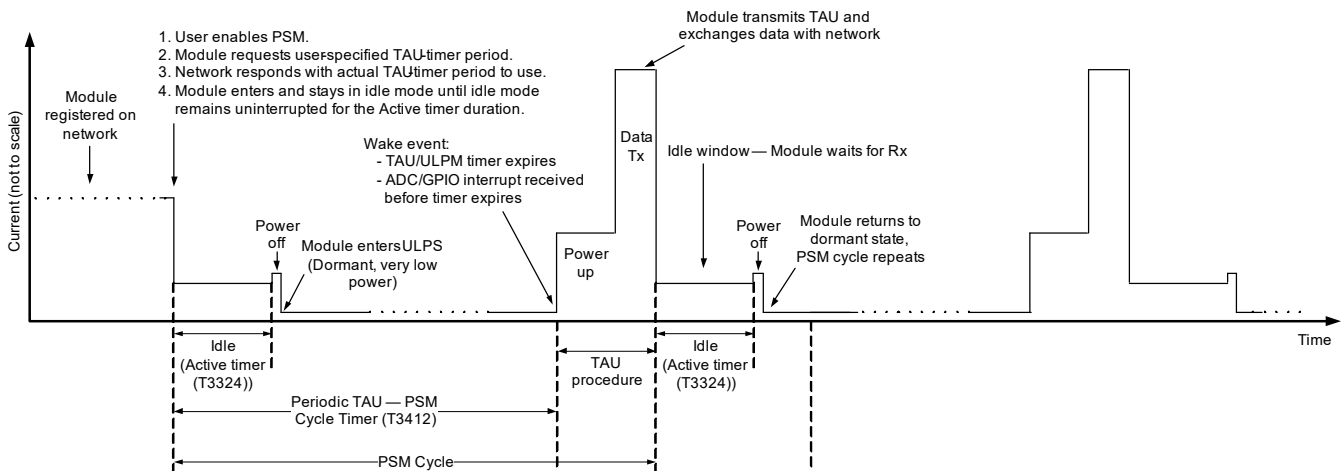 Module transmits TAU and
exchanges data with network
1. User enables PSM.
2. Module requests user-specified TAU-timer period.
3. Network responds with actual TAU-timer period to use.
4. Module enters and stays in idle mode until idle mode
remains uninterrupted for the Active timer duration.
Module
registered on
network
Current (not to scale)
Wake event:
- TAU/ULPM timer expires
- ADC/GPIO interrupt received
before timer expires
Data
Tx
Idle window — Module waits for Rx
Power
off
Module enters ULPS
(Dormant, very low
power)
Power
up
Power
off
Module returns to
dormant state,
PSM cycle repeats
Time
Idle
(Active timer
(T3324))
TAU
procedure
Idle
(Active timer
(T3324))
Periodic TAU — PSM
Cycle Timer (T3412)
PSM Cycle